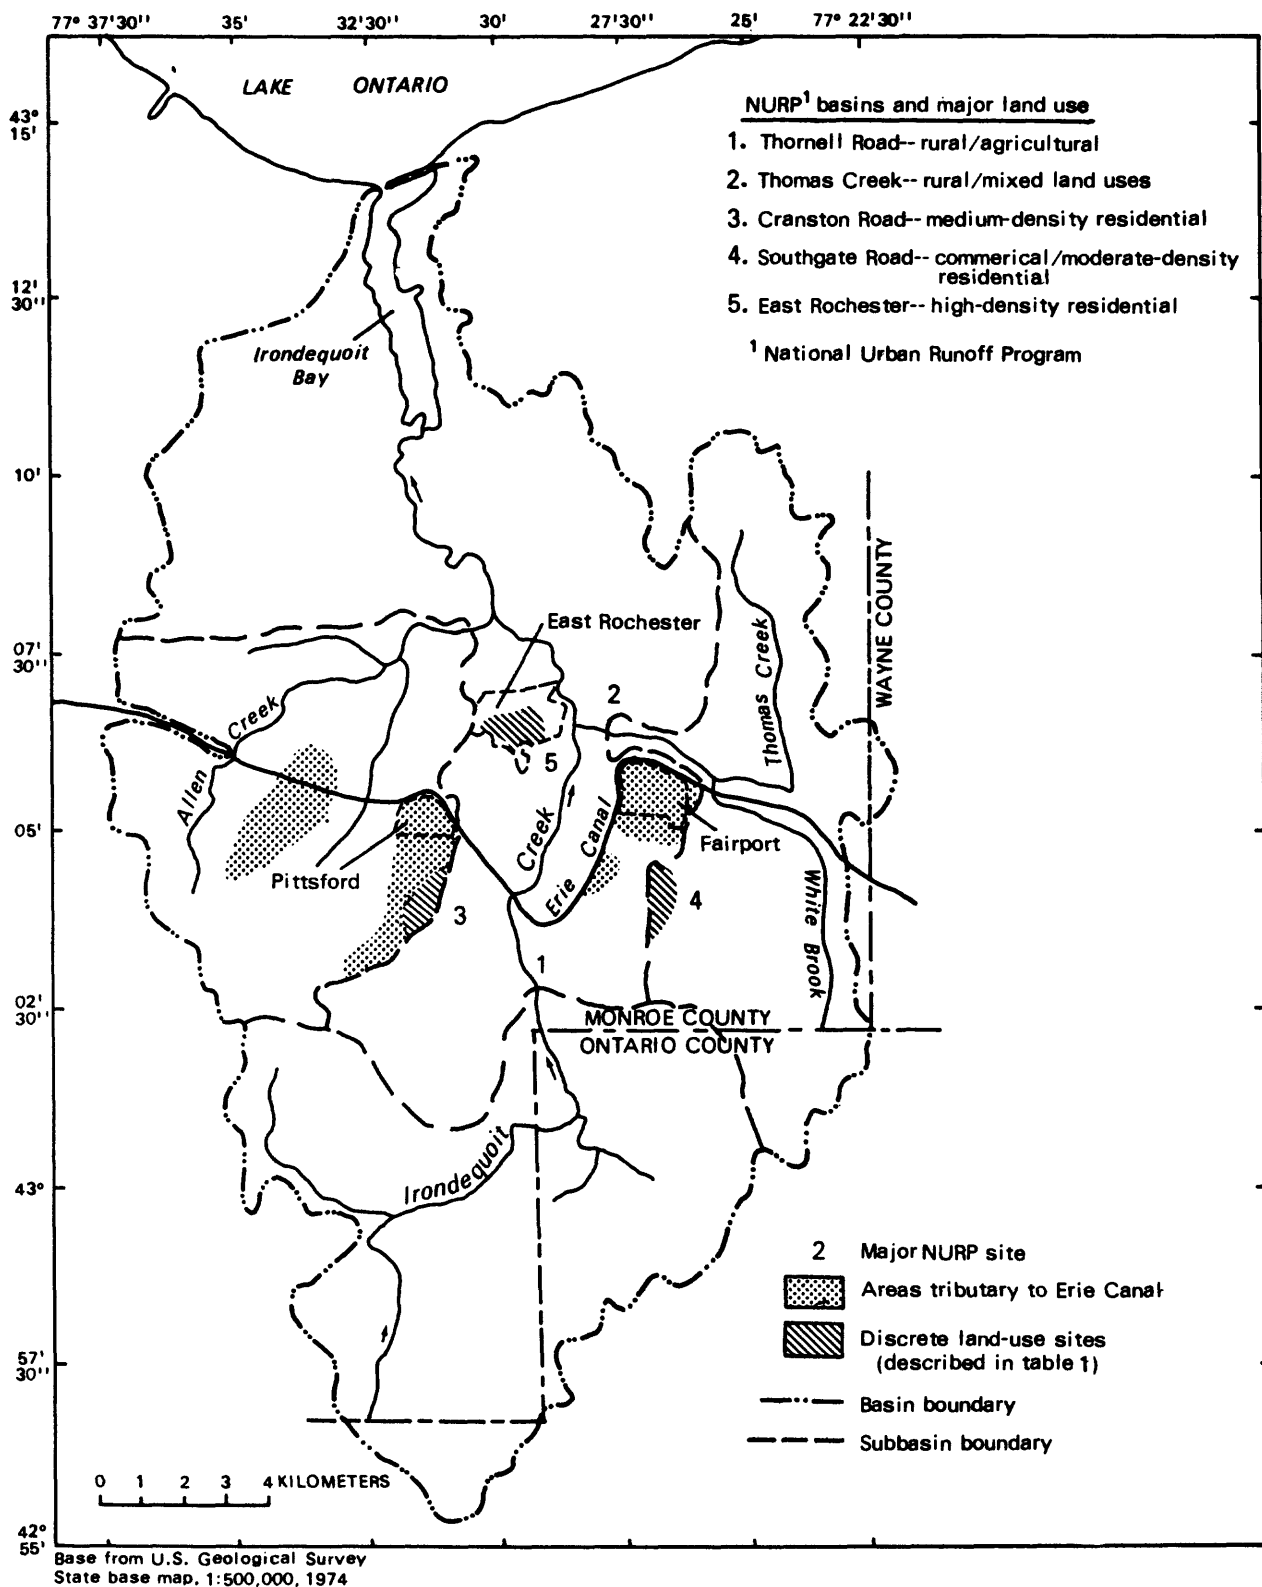 77° 37'30'' 35' 32'30'' 30' 27'30'' 25' 77° 22'30''
LAKE ONTARIO
43°
15'
NURP¹ basins and major land use
1. Thornell Road-- rural/agricultural
2. Thomas Creek-- rural/mixed land uses
3. Cranston Road-- medium-density residential
4. Southgate Road-- commerical/moderate-density
residential
5. East Rochester-- high-density residential
¹ National Urban Runoff Program
12'
30''
Irondequoit
Bay
10'
WAYNE COUNTY
East Rochester
07'
30''
Thomas Creek
Creek
Allen
2
5
05'
Creek
Erie Canal
Fairport
Pittsford
3
4
White Brook
1
02'
30''
MONROE COUNTY
ONTARIO COUNTY
Irondequoit
43°
2 Major NURP site
Areas tributary to Erie Canal
Discrete land-use sites
(described in table 1)
57'
30''
Basin boundary
Subbasin boundary
0 1 2 3 4 KILOMETERS
42°
55'
Base from U.S. Geological Survey
State base map, 1:500,000, 1974